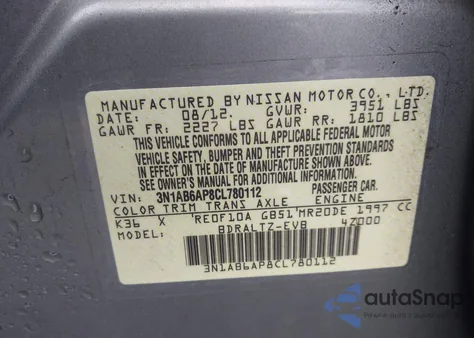 MANUFACTURED BY NISSAN MOTOR CO., LTD.
DATE: 08/12. GVWR: 3951 LBS
GAWR FR: 2227 LBS GAWR RR: 1810 LBS
THIS VEHICLE CONFORMS TO ALL APPLICABLE FEDERAL MOTOR
VEHICLE SAFETY, BUMPER AND THEFT PREVENTION STANDARDS
IN EFFECT ON THE DATE OF MANUFACTURE SHOWN ABOVE.
SEE OWNER'S MANUAL FOR ADDITIONAL INFORMATION
VIN: 3N1AB6AP8CL780112 PASSENGER CAR.
COLOR TRIM TRANS AXLE ENGINE
K36 X RE0F10A GB51 MR20DE 1997 CC
MODEL: BDRALTZ-EVB 4Z000
3N1AB6AP8CL780112
autoSnap